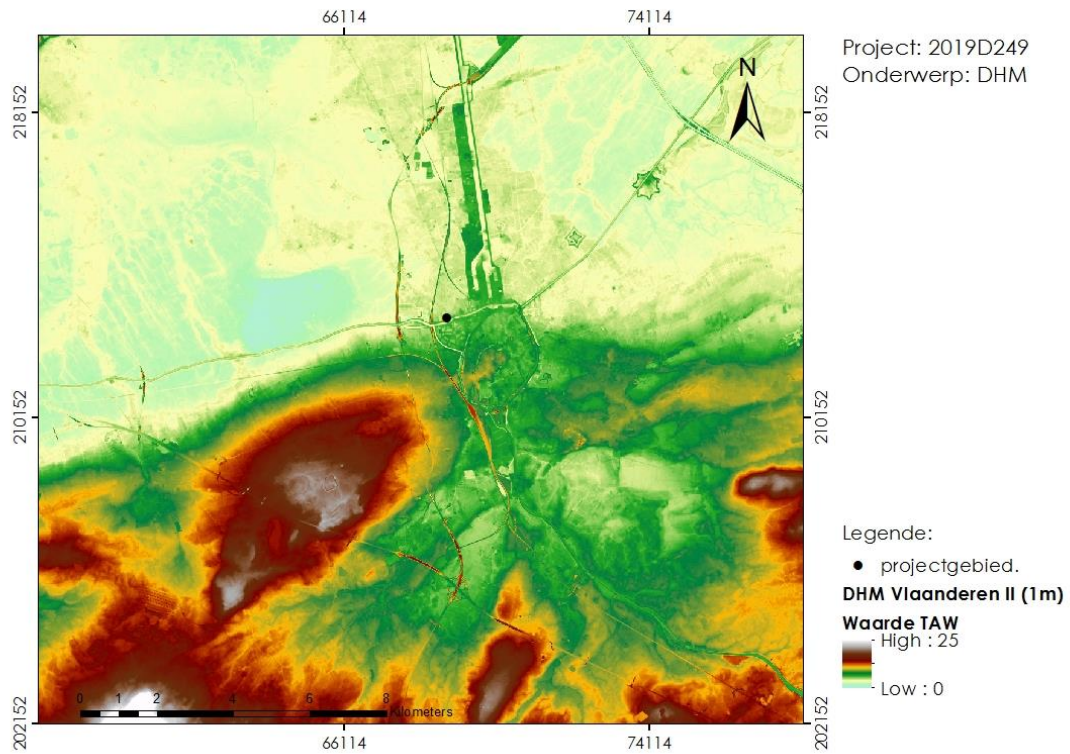 66114
74114
Project: 2019D249
Onderwerp: DHM
N
218152
218152
210152
210152
Legende:
projectgebied.
DHM Vlaanderen II (1m)
Waarde TAW
High : 25
Low : 0
0 1 2 4 6 8
Kilometers
202152
202152
66114
74114